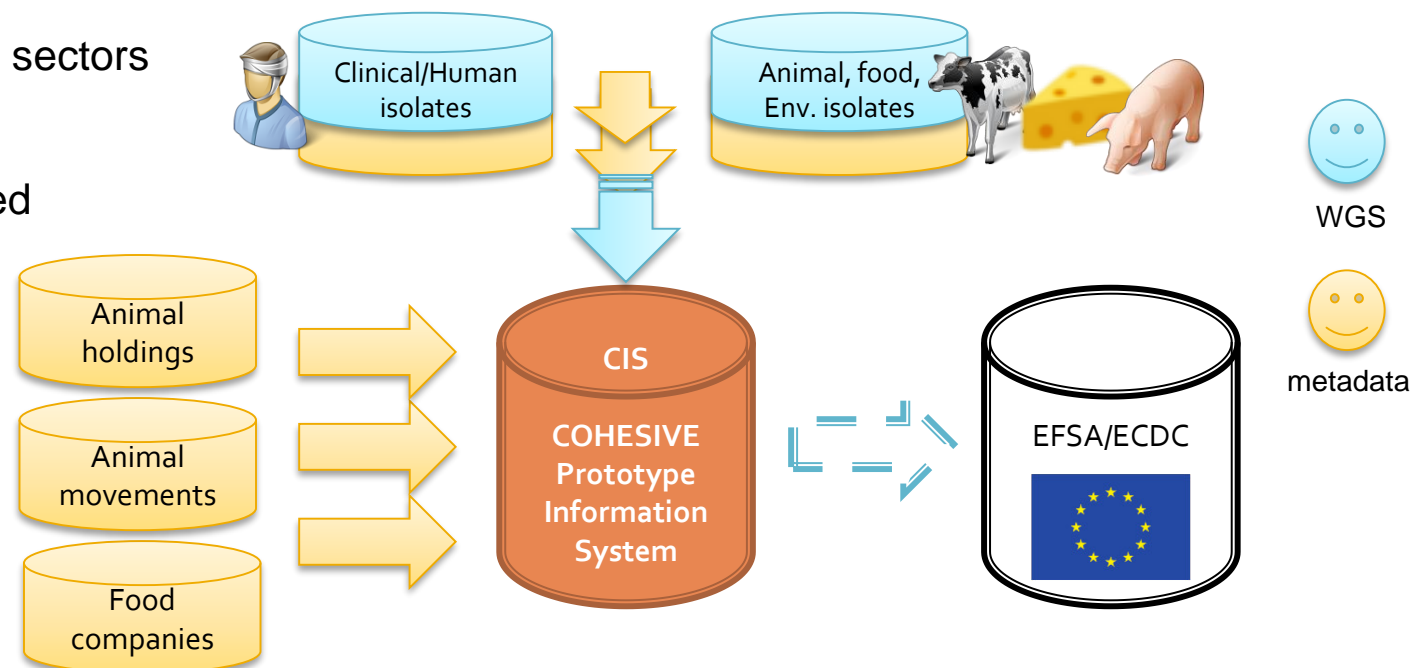 sectors
Clinical/Human
isolates
Animal, food,
Env. isolates
WGS
ed
Animal
holdings
metadata
CIS
COHESIVE
Prototype
Information
System
EFSA/ECDC
Animal
movements
Food
companies